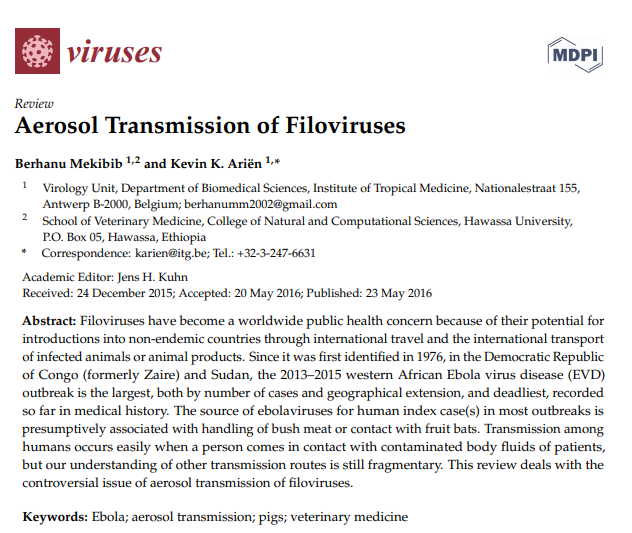 viruses
MDPI
Review
Aerosol Transmission of Filoviruses
Berhanu Mekibib 1,2 and Kevin K. Ariën 1,*
1 Virology Unit, Department of Biomedical Sciences, Institute of Tropical Medicine, Nationalestraat 155,
Antwerp B-2000, Belgium; berhanumm2002@gmail.com
2 School of Veterinary Medicine, College of Natural and Computational Sciences, Hawassa University,
P.O. Box 05, Hawassa, Ethiopia
* Correspondence: karien@itg.be; Tel.: +32-3-247-6631
Academic Editor: Jens H. Kuhn
Received: 24 December 2015; Accepted: 20 May 2016; Published: 23 May 2016
Abstract: Filoviruses have become a worldwide public health concern because of their potential for
introductions into non-endemic countries through international travel and the international transport
of infected animals or animal products. Since it was first identified in 1976, in the Democratic Republic
of Congo (formerly Zaire) and Sudan, the 2013–2015 western African Ebola virus disease (EVD)
outbreak is the largest, both by number of cases and geographical extension, and deadliest, recorded
so far in medical history. The source of ebolaviruses for human index case(s) in most outbreaks is
presumptively associated with handling of bush meat or contact with fruit bats. Transmission among
humans occurs easily when a person comes in contact with contaminated body fluids of patients,
but our understanding of other transmission routes is still fragmentary. This review deals with the
controversial issue of aerosol transmission of filoviruses.
Keywords: Ebola; aerosol transmission; pigs; veterinary medicine